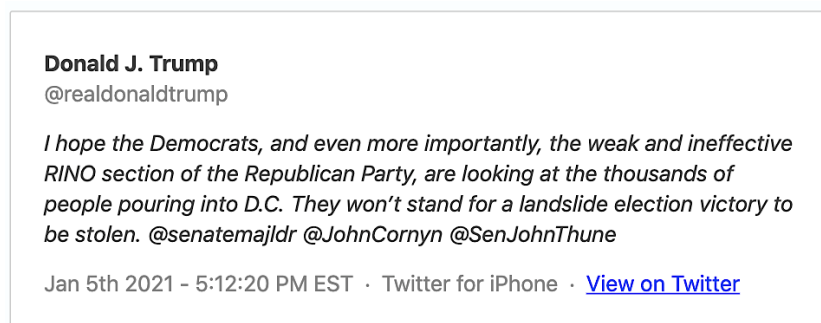 Donald J. Trump
@realdonaldtrump
I hope the Democrats, and even more importantly, the weak and ineffective
RINO section of the Republican Party, are looking at the thousands of
people pouring into D.C. They won’t stand for a landslide election victory to
be stolen. @senatemajldr @JohnCornyn @SenJohnThune
Jan 5th 2021 - 5:12:20 PM EST · Twitter for iPhone · View on Twitter